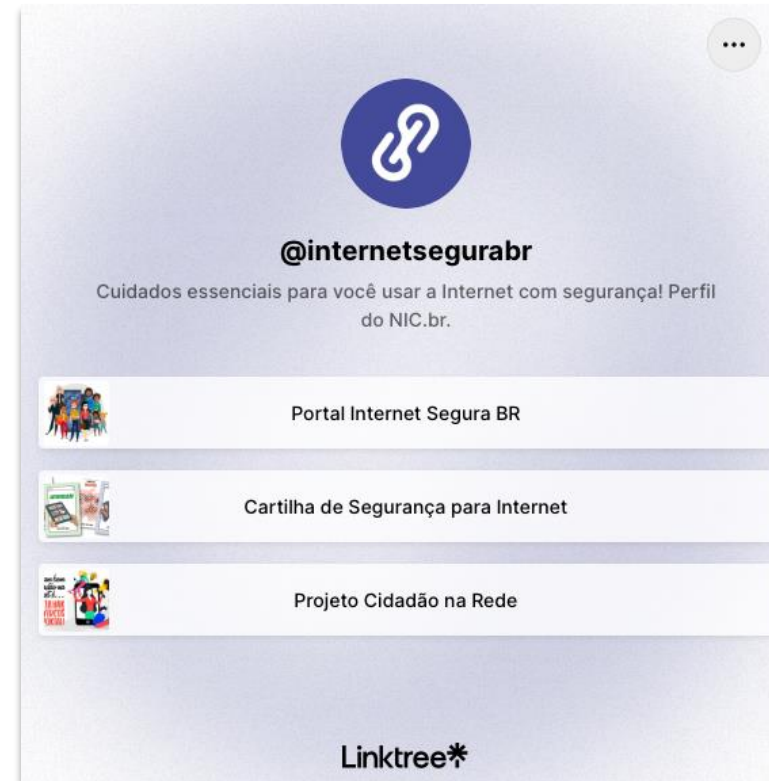 @internetsegurabr
Cuidados essenciais para você usar a Internet com segurança! Perfil
do NIC.br.
Portal Internet Segura BR
Cartilha de Segurança para Internet
Projeto Cidadão na Rede
Linktree